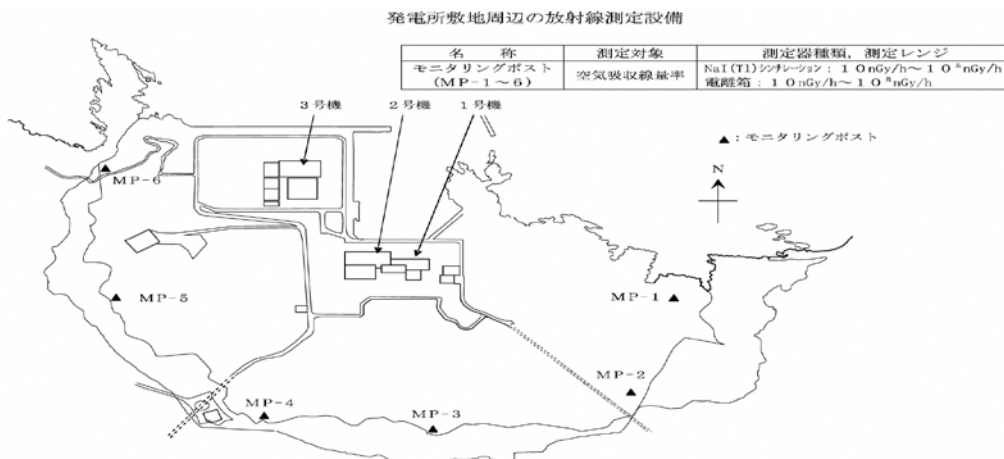 発電所敷地周辺の放射線測定設備
名 称 測定対象 測定器種類, 測定レンジ
モニタリングポスト
(MP-1~6)
空気吸収線量率
NaI(Tl)シンチレーション: 10nGy/h~10⁵nGy/h
電離箱: 10nGy/h~10⁸nGy/h
3号機 2号機 1号機
▲: モニタリングポスト
N
MP-6
MP-5
MP-1
MP-2
MP-4
MP-3